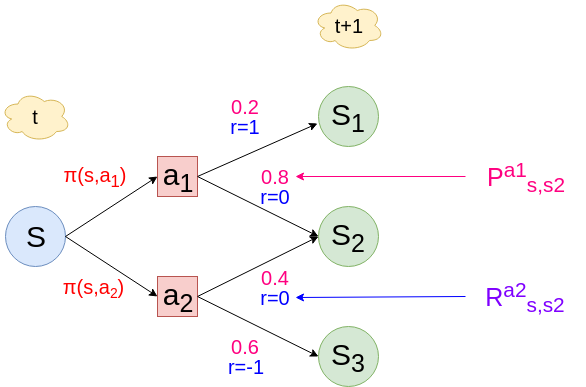 t+1
t
0.2
r=1
S₁
π(s,a₁)
a₁
0.8
r=0
Pᵃ¹s,s2
S
S₂
π(s,a₂)
a₂
0.4
r=0
Rᵃ²s,s2
0.6
r=-1
S₃